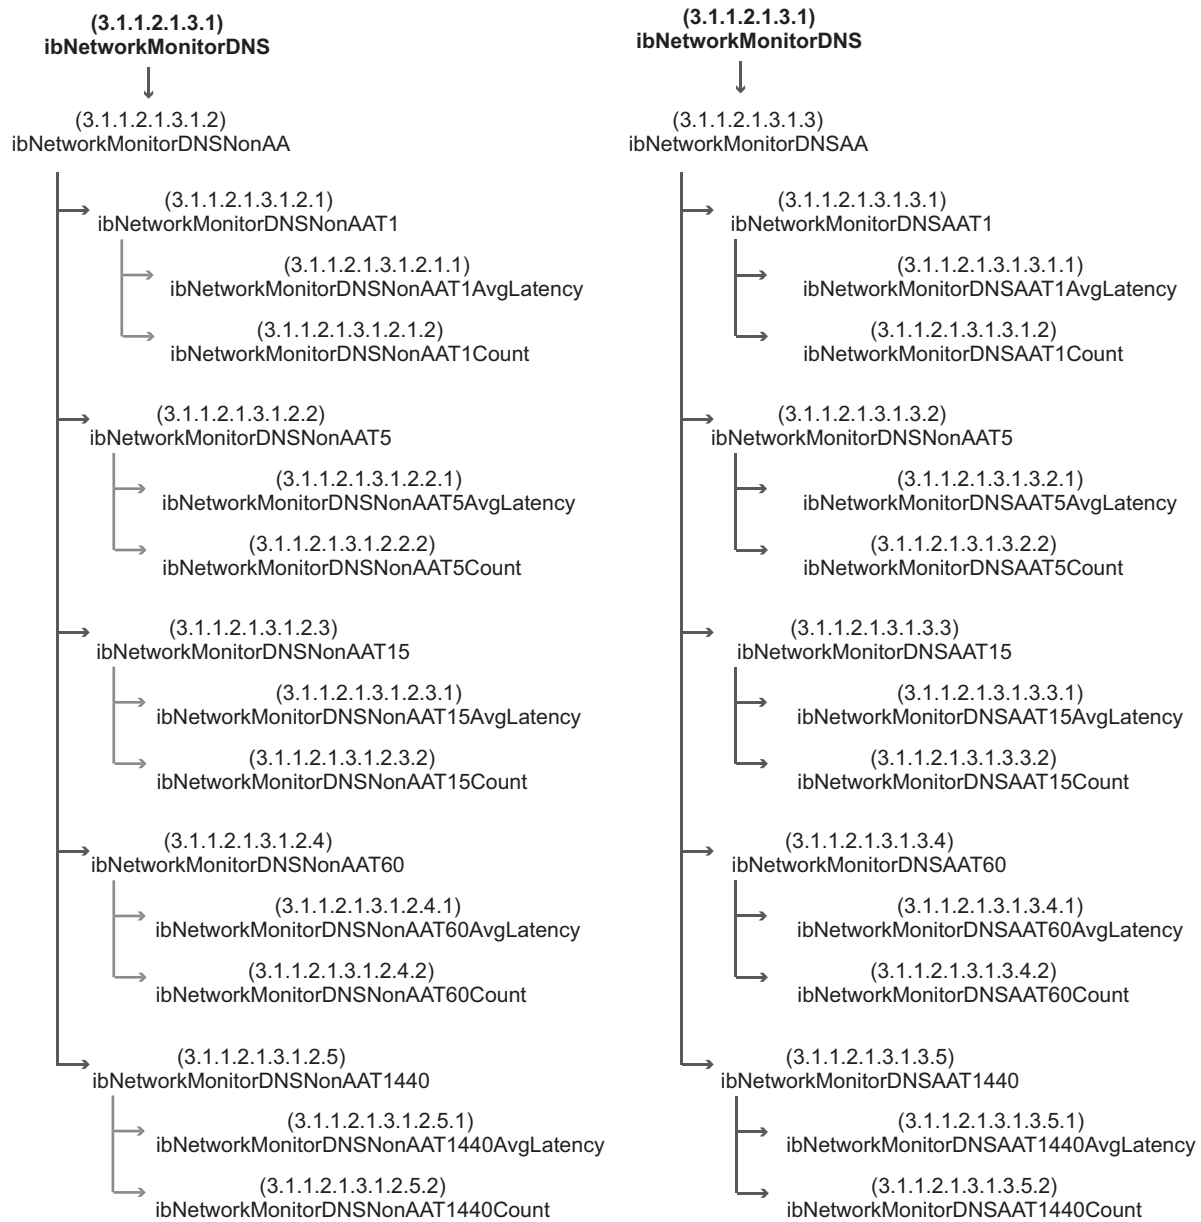 (3.1.1.2.1.3.1)
ibNetworkMonitorDNS
(3.1.1.2.1.3.1.2)
ibNetworkMonitorDNSNonAA
(3.1.1.2.1.3.1.2.1)
ibNetworkMonitorDNSNonAAT1
(3.1.1.2.1.3.1.2.1.1)
ibNetworkMonitorDNSNonAAT1AvgLatency
(3.1.1.2.1.3.1.2.1.2)
ibNetworkMonitorDNSNonAAT1Count
(3.1.1.2.1.3.1.2.2)
ibNetworkMonitorDNSNonAAT5
(3.1.1.2.1.3.1.2.2.1)
ibNetworkMonitorDNSNonAAT5AvgLatency
(3.1.1.2.1.3.1.2.2.2)
ibNetworkMonitorDNSNonAAT5Count
(3.1.1.2.1.3.1.2.3)
ibNetworkMonitorDNSNonAAT15
(3.1.1.2.1.3.1.2.3.1)
ibNetworkMonitorDNSNonAAT15AvgLatency
(3.1.1.2.1.3.1.2.3.2)
ibNetworkMonitorDNSNonAAT15Count
(3.1.1.2.1.3.1.2.4)
ibNetworkMonitorDNSNonAAT60
(3.1.1.2.1.3.1.2.4.1)
ibNetworkMonitorDNSNonAAT60AvgLatency
(3.1.1.2.1.3.1.2.4.2)
ibNetworkMonitorDNSNonAAT60Count
(3.1.1.2.1.3.1.2.5)
ibNetworkMonitorDNSNonAAT1440
(3.1.1.2.1.3.1.2.5.1)
ibNetworkMonitorDNSNonAAT1440AvgLatency
(3.1.1.2.1.3.1.2.5.2)
ibNetworkMonitorDNSNonAAT1440Count
(3.1.1.2.1.3.1)
ibNetworkMonitorDNS
(3.1.1.2.1.3.1.3)
ibNetworkMonitorDNSAA
(3.1.1.2.1.3.1.3.1)
ibNetworkMonitorDNSAAT1
(3.1.1.2.1.3.1.3.1.1)
ibNetworkMonitorDNSAAT1AvgLatency
(3.1.1.2.1.3.1.3.1.2)
ibNetworkMonitorDNSAAT1Count
(3.1.1.2.1.3.1.3.2)
ibNetworkMonitorDNSNonAAT5
(3.1.1.2.1.3.1.3.2.1)
ibNetworkMonitorDNSAAT5AvgLatency
(3.1.1.2.1.3.1.3.2.2)
ibNetworkMonitorDNSAAT5Count
(3.1.1.2.1.3.1.3.3)
ibNetworkMonitorDNSAAT15
(3.1.1.2.1.3.1.3.3.1)
ibNetworkMonitorDNSAAT15AvgLatency
(3.1.1.2.1.3.1.3.3.2)
ibNetworkMonitorDNSAAT15Count
(3.1.1.2.1.3.1.3.4)
ibNetworkMonitorDNSAAT60
(3.1.1.2.1.3.1.3.4.1)
ibNetworkMonitorDNSAAT60AvgLatency
(3.1.1.2.1.3.1.3.4.2)
ibNetworkMonitorDNSAAT60Count
(3.1.1.2.1.3.1.3.5)
ibNetworkMonitorDNSAAT1440
(3.1.1.2.1.3.1.3.5.1)
ibNetworkMonitorDNSAAT1440AvgLatency
(3.1.1.2.1.3.1.3.5.2)
ibNetworkMonitorDNSAAT1440Count